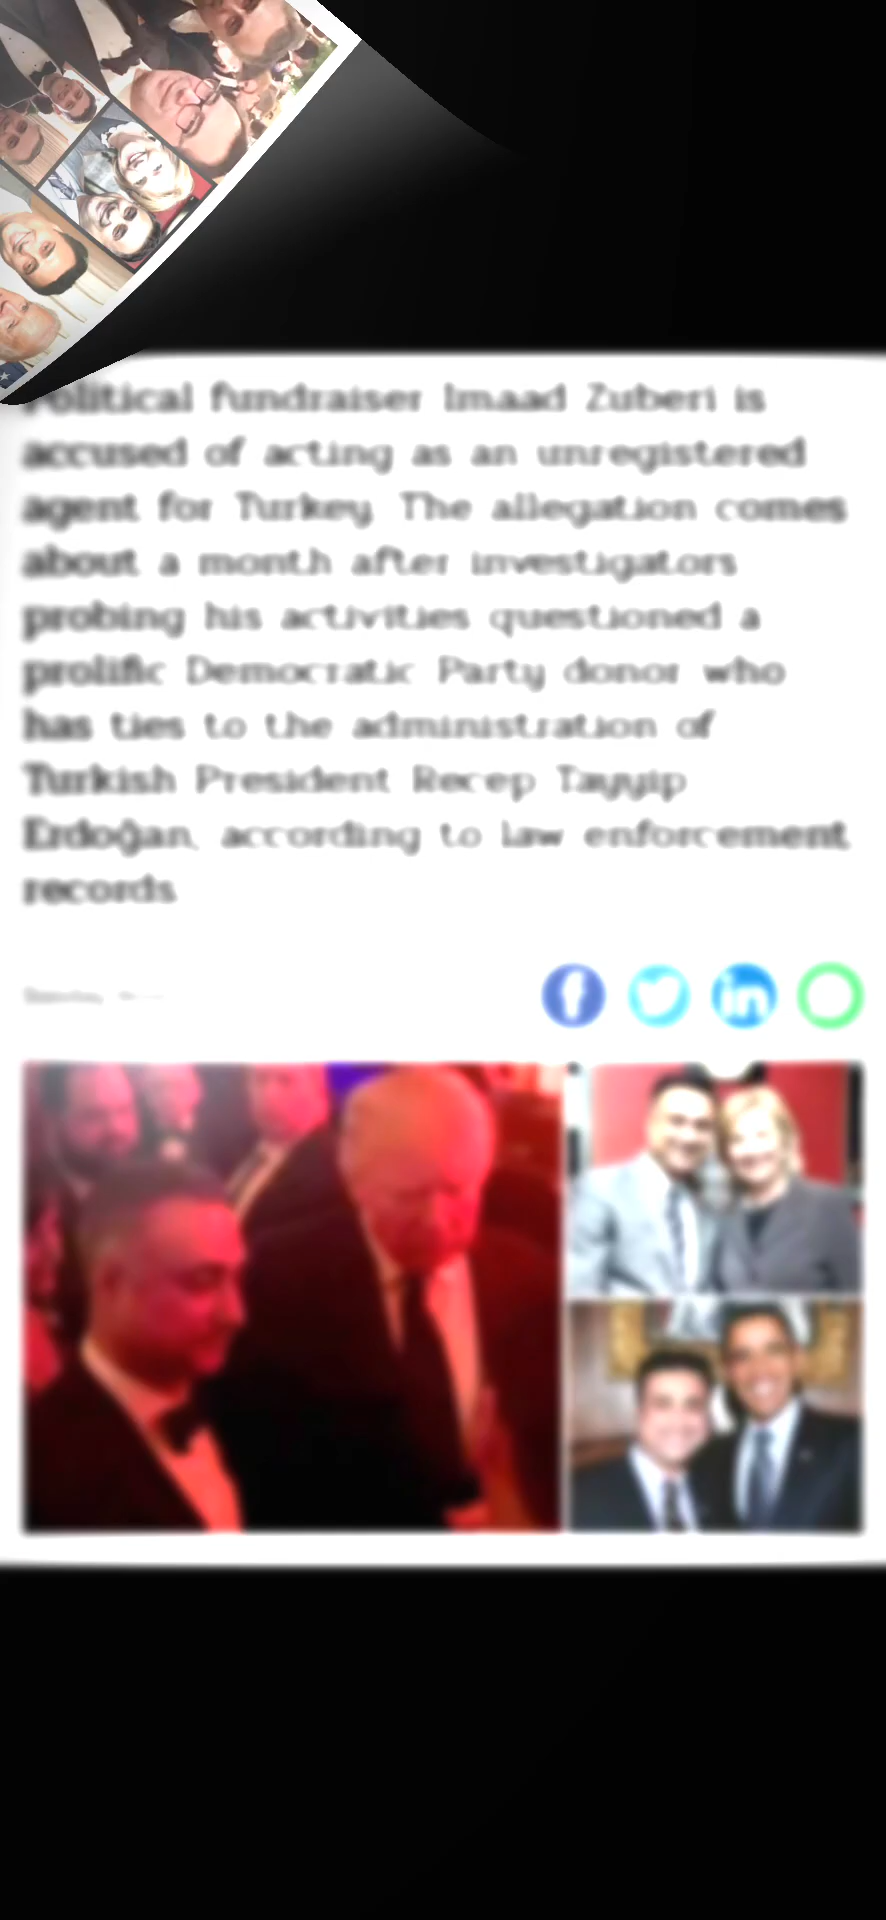 Political fundraiser Imaad Zuberi is
accused of acting as an unregistered
agent for Turkey. The allegation comes
about a month after investigators
probing his activities questioned a
prolific Democratic Party donor who
has ties to the administration of
Turkish President Recep Tayyip
Erdoğan, according to law enforcement
records